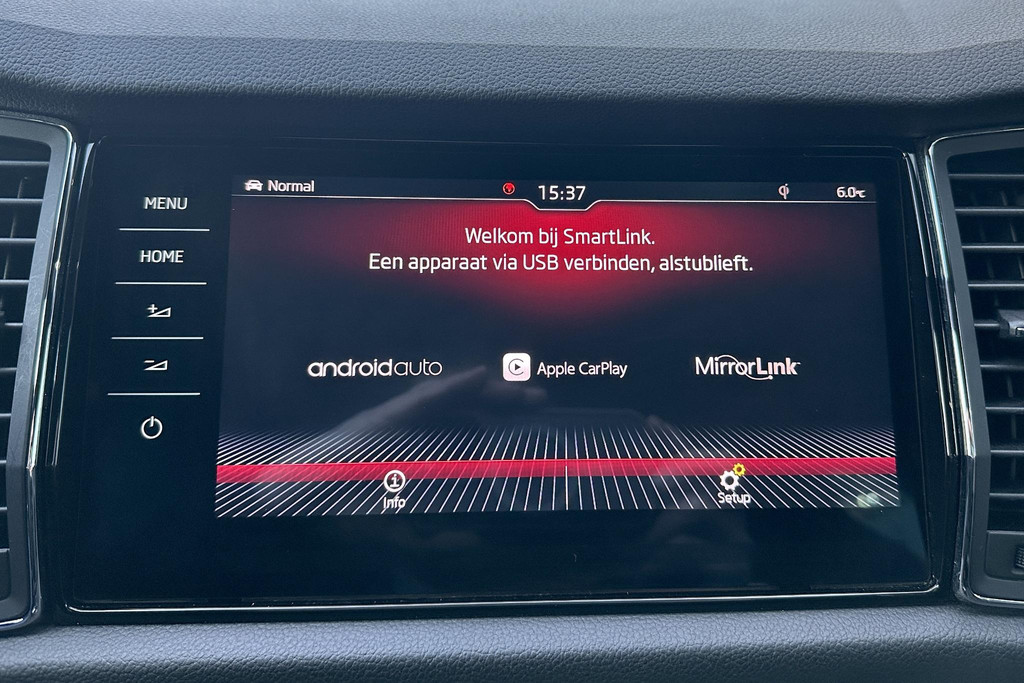 MENU
HOME
Normal
15:37
6.0°C
Welkom bij SmartLink.
Een apparaat via USB verbinden, alstublieft.
androidauto
Apple CarPlay
MirrorLink™
Info
Setup